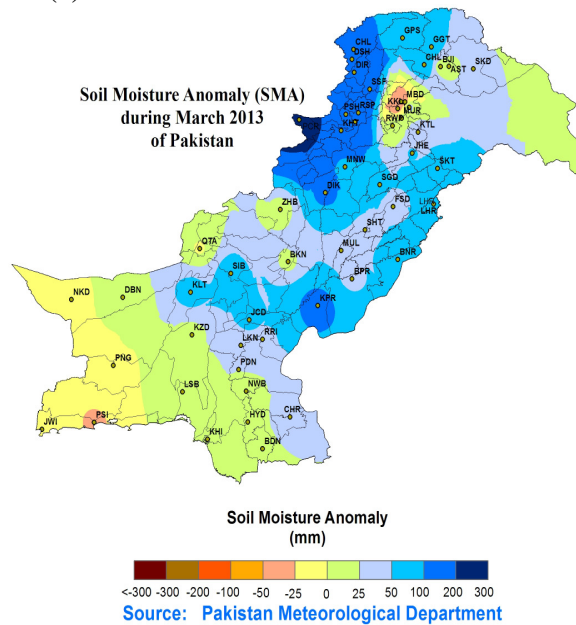 CHL
GPS
GGT
DSH
DIR
CHL
BJI
AST
SKD
SSP
Soil Moisture Anomaly (SMA)
during March 2013
of Pakistan
MBD
MUR
PSH
RSP
RWP
KTL
JHE
MNW
SKT
SGD
DIK
ZHB
FSD
LHR
SHT
QTA
BKN
MUL
BNR
SIB
BPR
NKD
DBN
KLT
KPR
JCD
KZD
LKN
RRI
PNG
PDN
LSB
NWB
CHR
JWI
PSI
HYD
KHI
BDN
Soil Moisture Anomaly
(mm)
<-300 -300 -200 -100 -50 -25 0 25 50 100 200 300
Source: Pakistan Meteorological Department